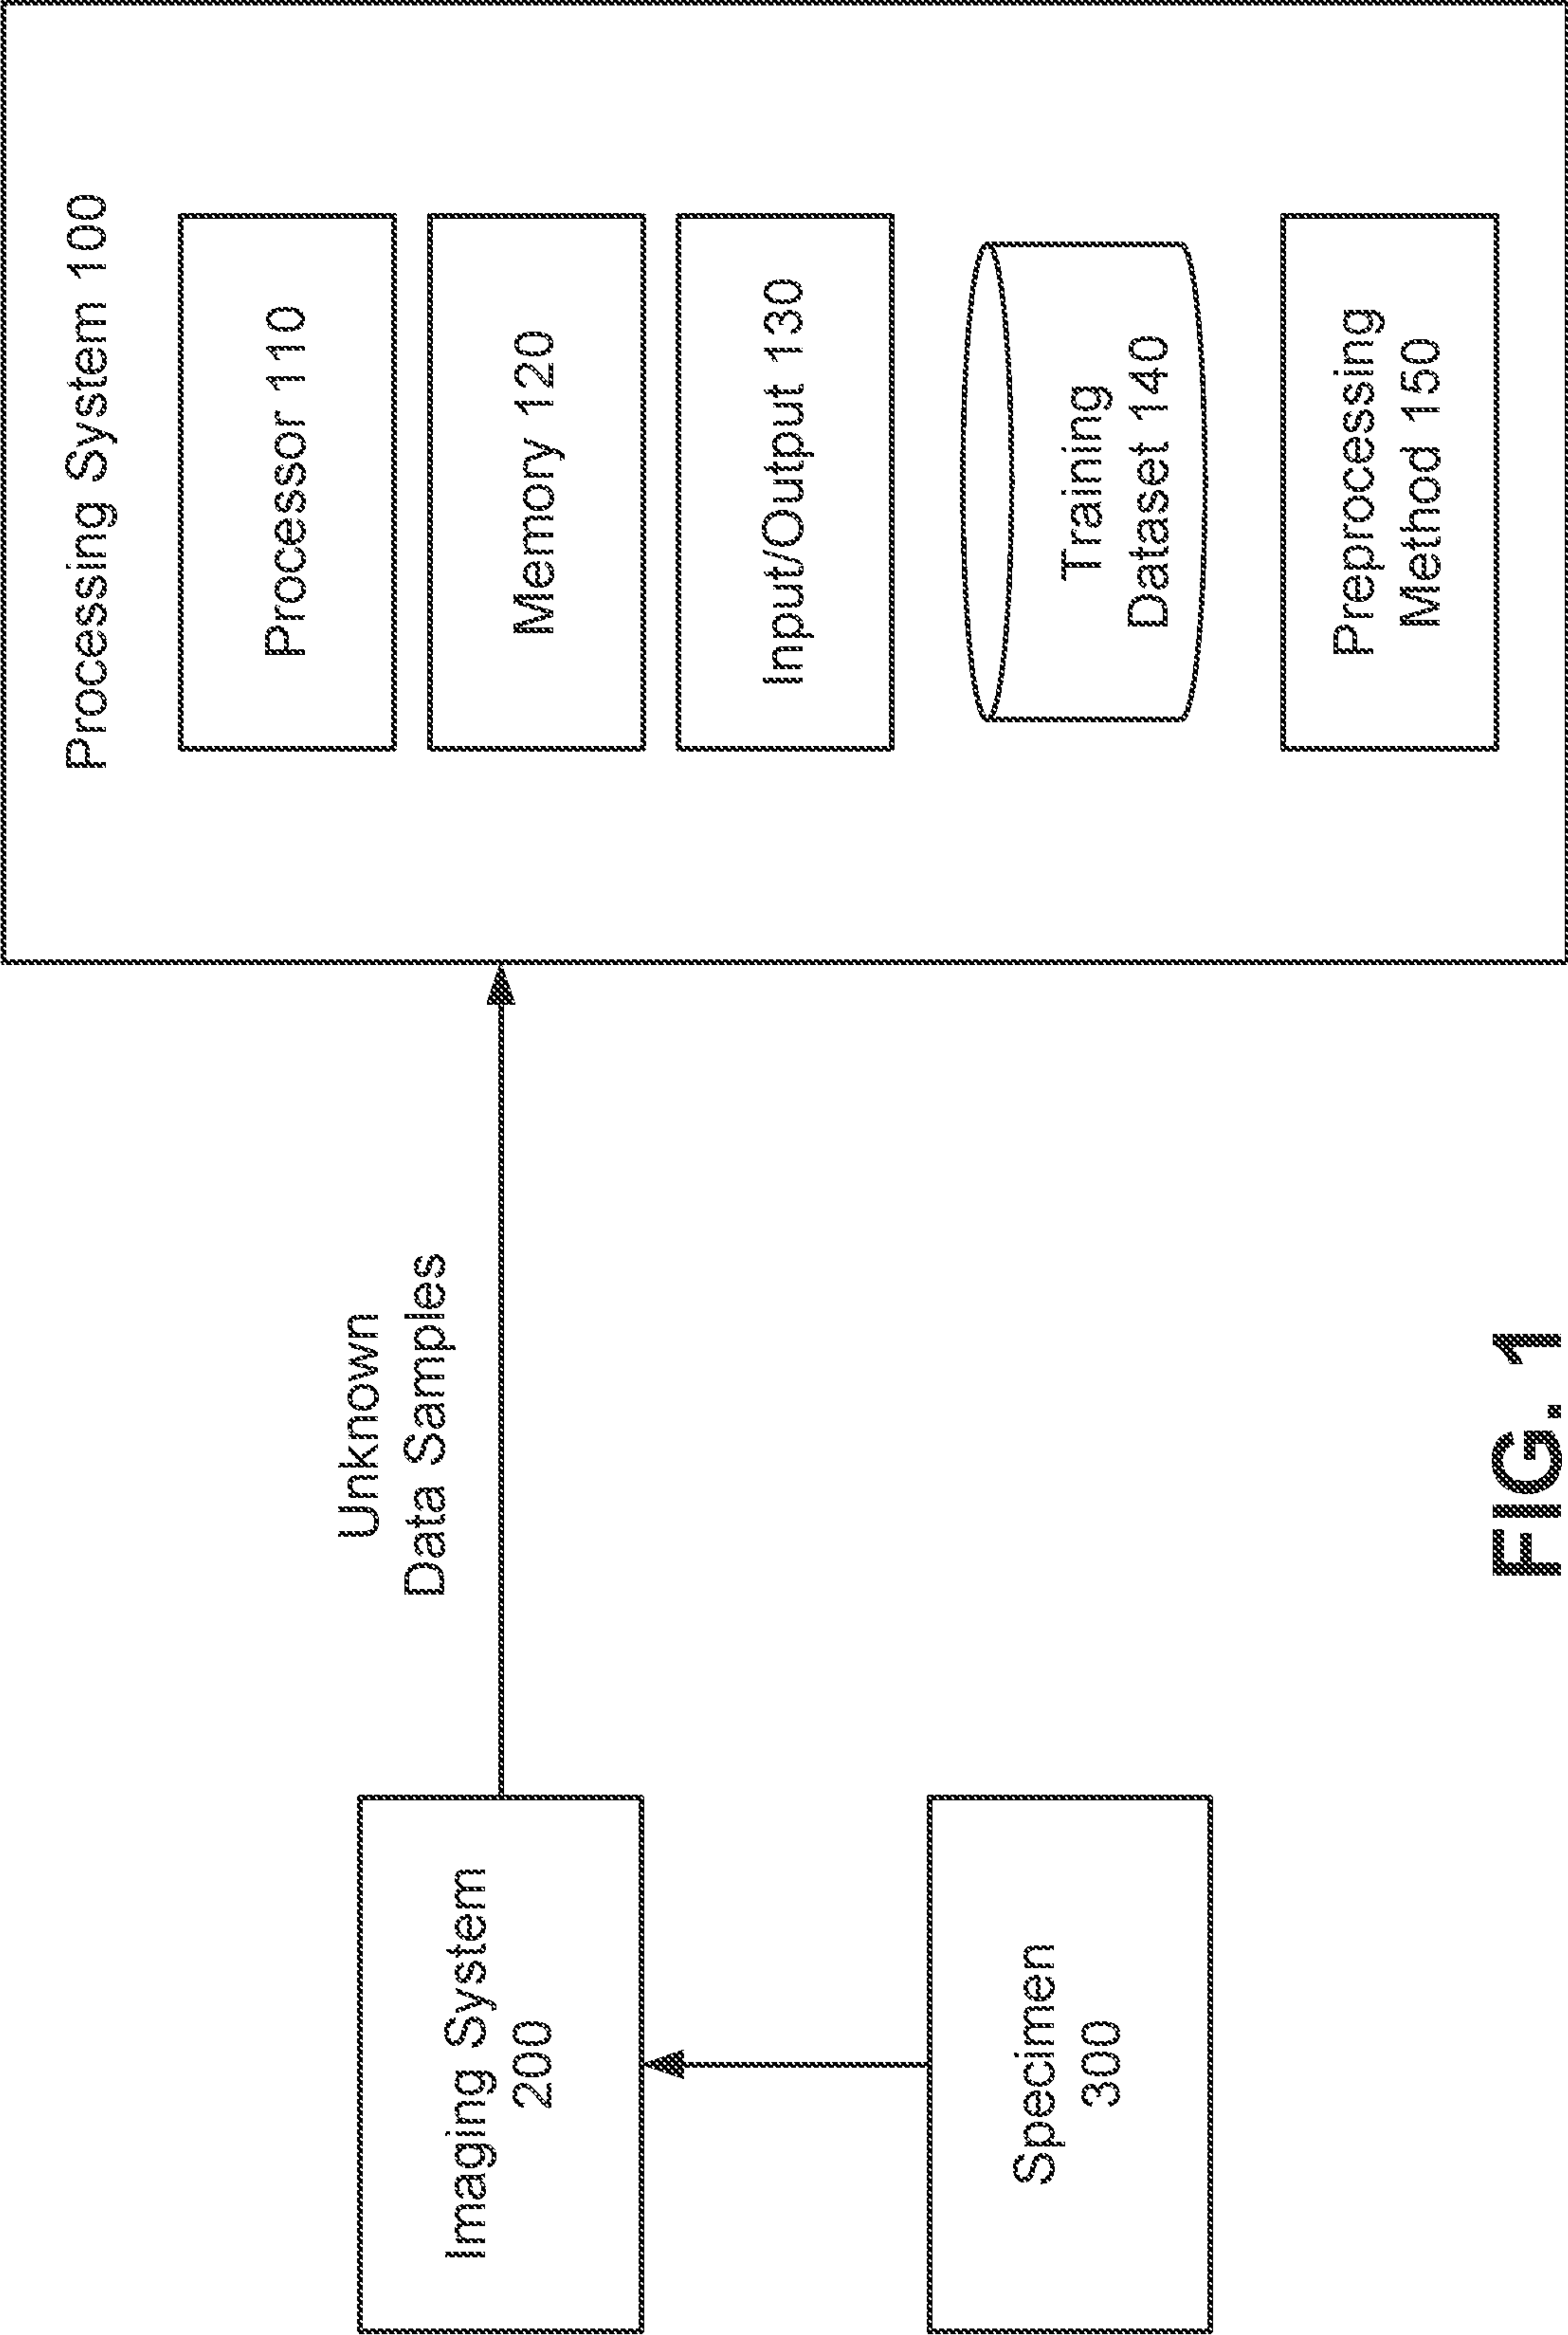 Processing System 100
Processor 110
Memory 120
Input/Output 130
Training
Dataset 140
Preprocessing
Method 150
Unknown
Data Samples
Imaging System
200
Specimen
300
FIG. 1